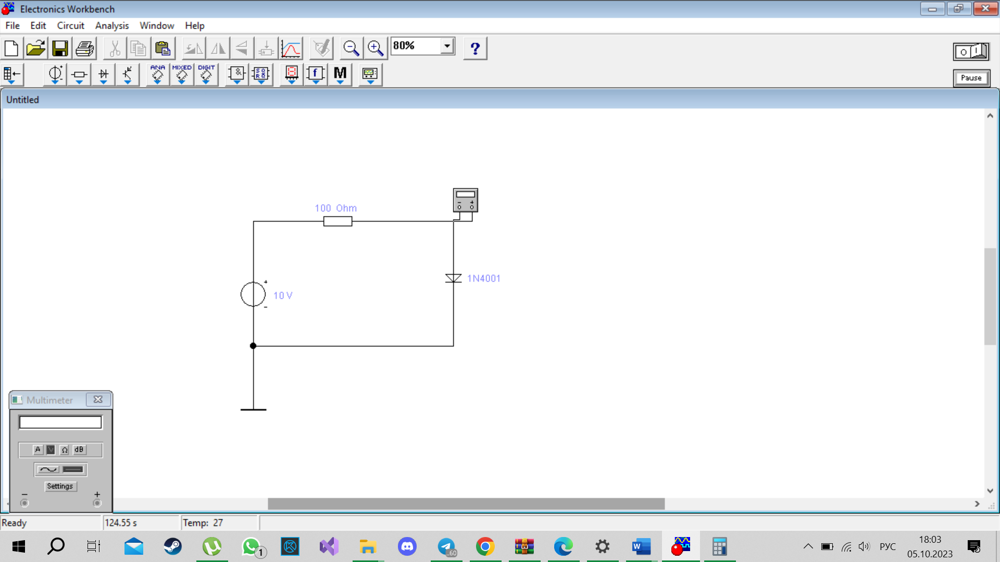 Electronics Workbench
File Edit Circuit Analysis Window Help
80% ?
ANA MIXED DIGIT & f M
Pause
Untitled
100 Ohm
1N4001
+
10 V
-
Multimeter
A V Ω dB
Settings
- +
Ready 124.55 s Temp: 27
1 ..60 W РУС 18:03
05.10.2023